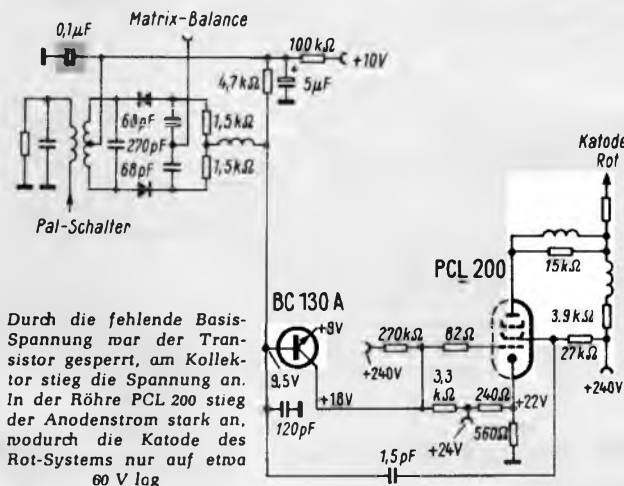 Matrix-Balance
0,1µF
100kΩ
+10V
4,7kΩ
+
5µF
68pF
1,5kΩ
270pF
68pF
1,5kΩ
Katode
Rot
Pal-Schalter
PCL 200
15kΩ
BC 130 A
3,9kΩ
27kΩ
+240V
+9V
9,5V
270kΩ
82Ω
+240V
3,3
kΩ
240Ω
+22V
+18V
120pF
+24V
560Ω
1,5pF
Durch die fehlende Basis-
Spannung war der Tran-
sistor gesperrt, am Kollek-
tor stieg die Spannung an.
In der Röhre PCL 200 stieg
der Anodenstrom stark an,
wodurch die Katode des
Rot-Systems nur auf etwa
60 V lag